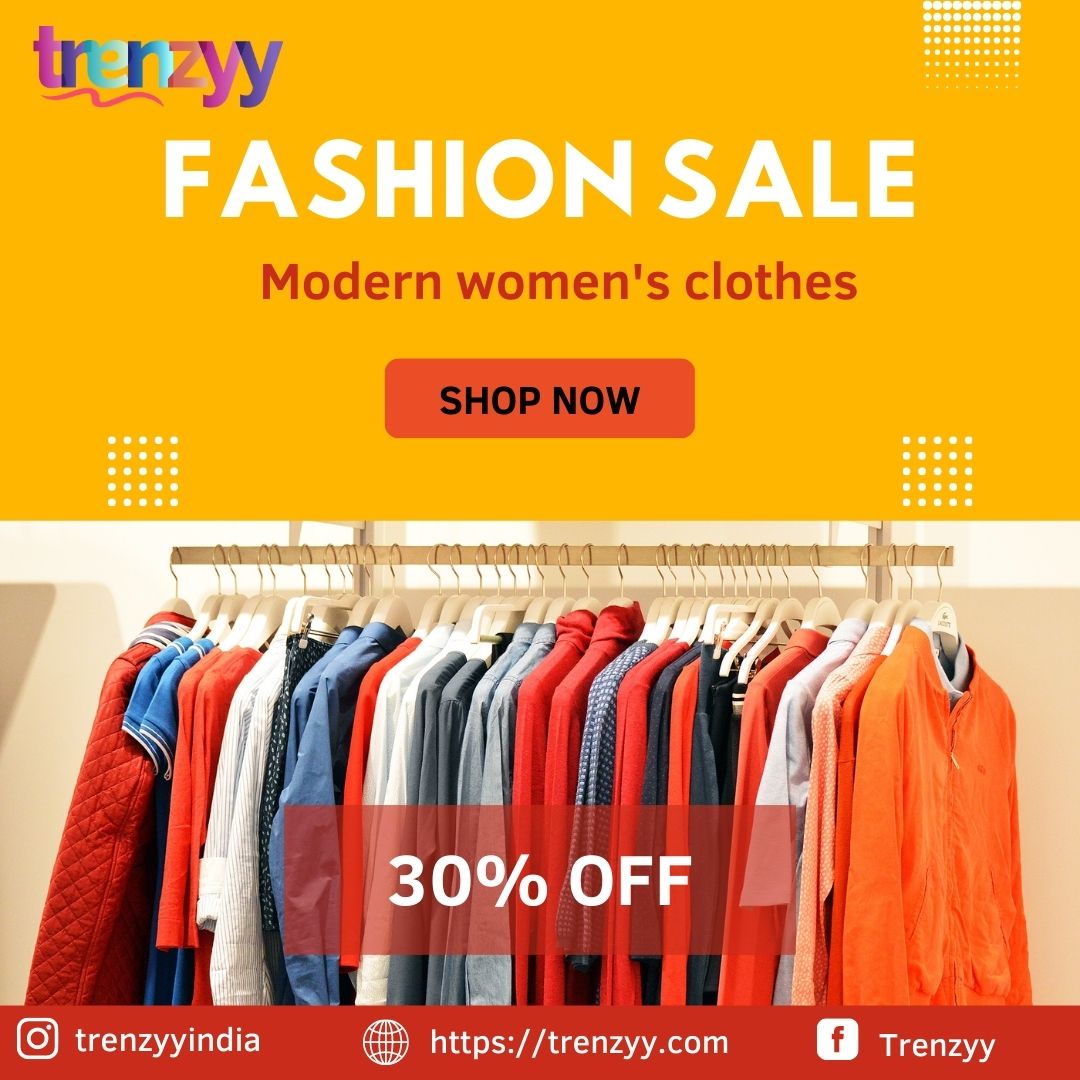 trenzyy
FASHION SALE
Modern women's clothes
SHOP NOW
30% OFF
trenzyyindia
https://trenzyy.com
Trenzyy